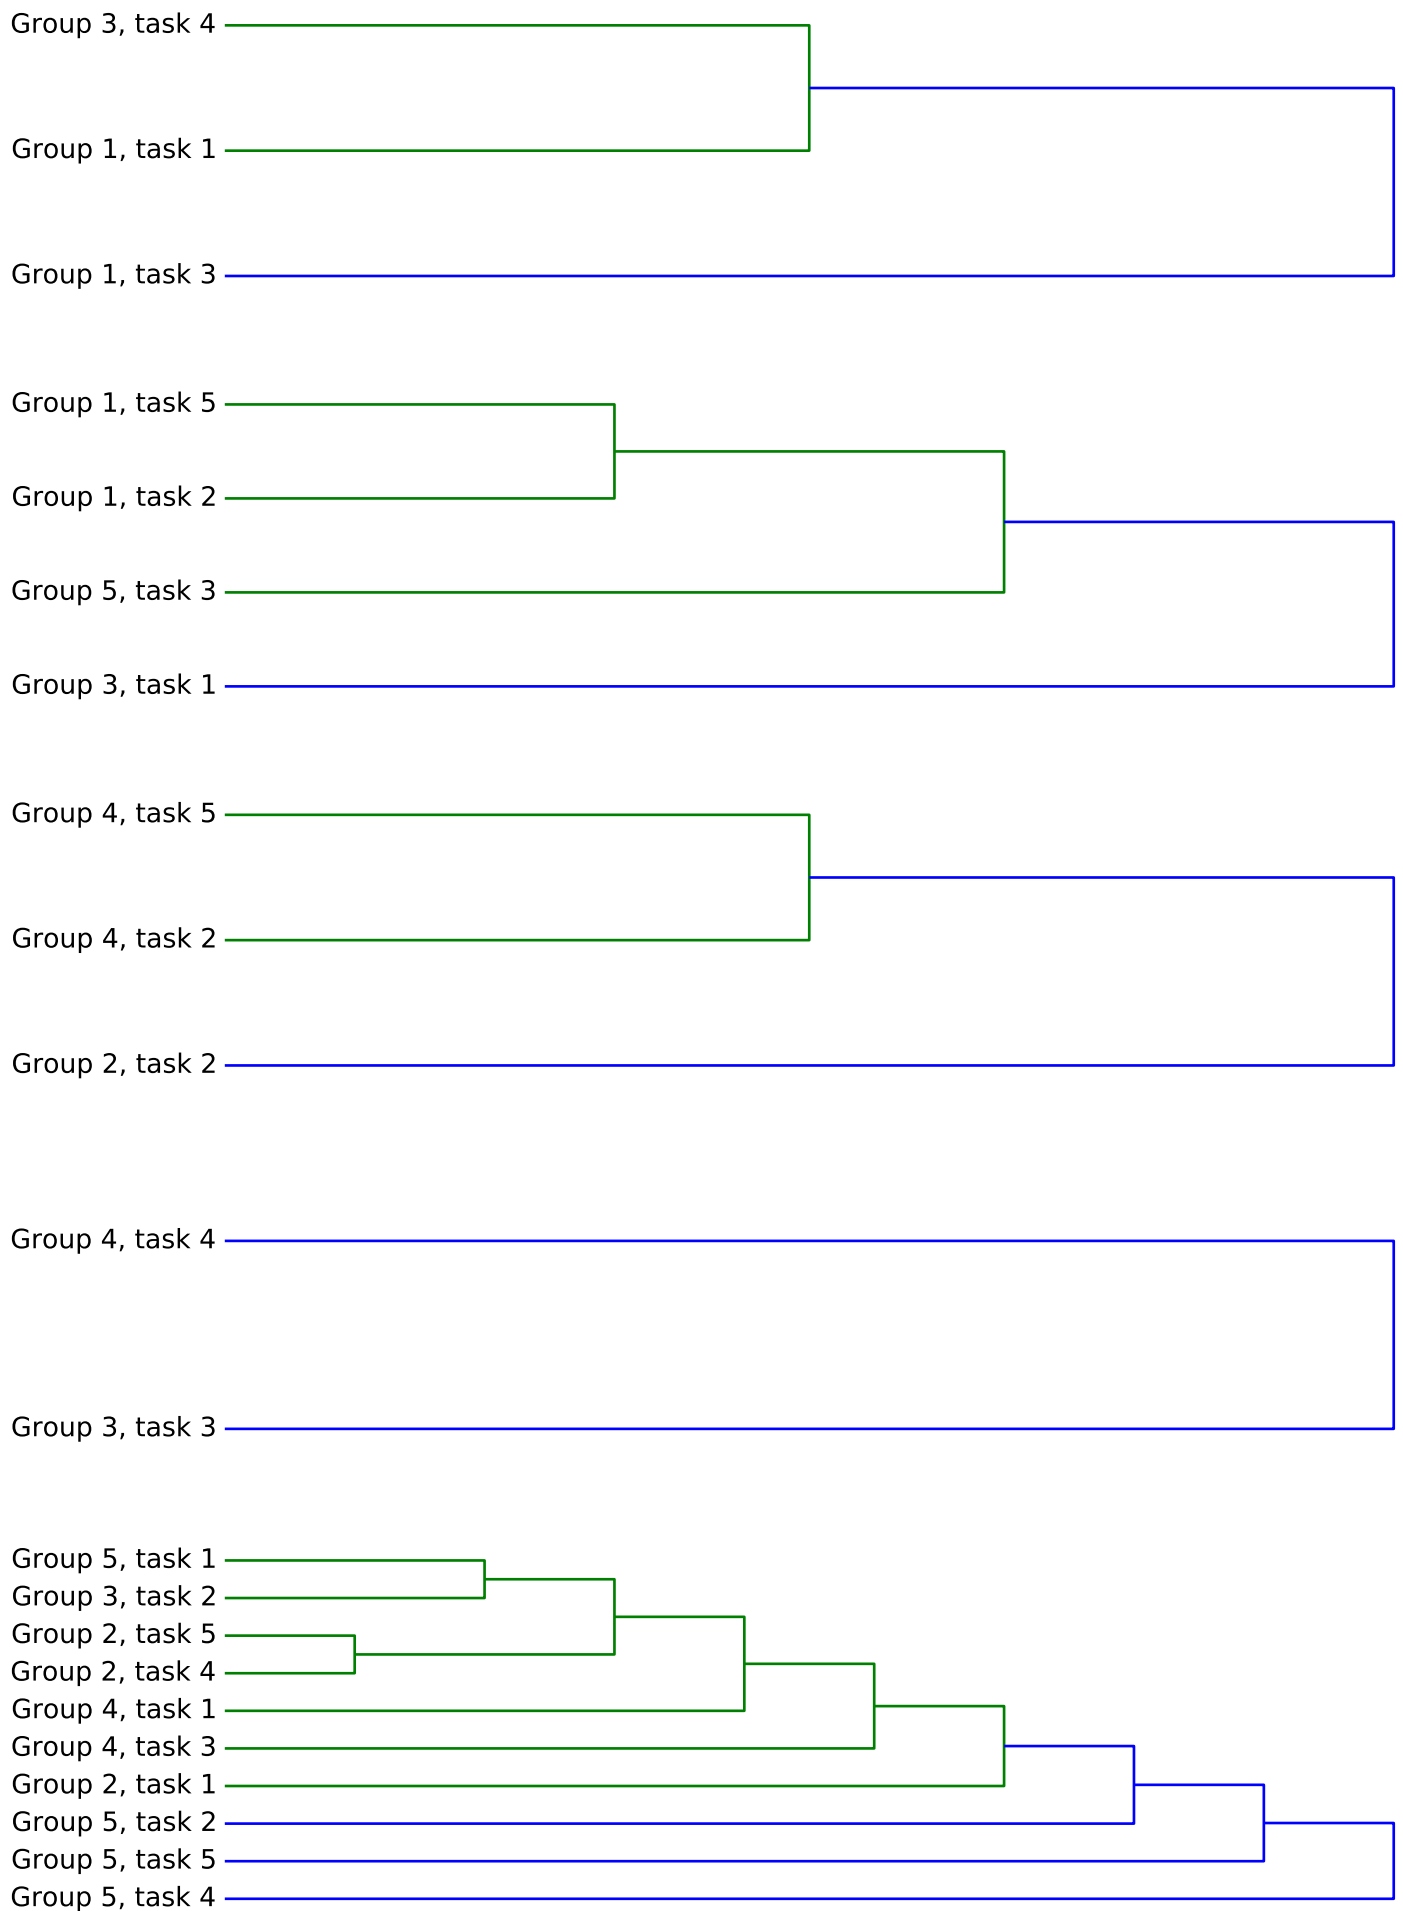 Group 3, task 4
Group 1, task 1
Group 1, task 3
Group 1, task 5
Group 1, task 2
Group 5, task 3
Group 3, task 1
Group 4, task 5
Group 4, task 2
Group 2, task 2
Group 4, task 4
Group 3, task 3
Group 5, task 1
Group 3, task 2
Group 2, task 5
Group 2, task 4
Group 4, task 1
Group 4, task 3
Group 2, task 1
Group 5, task 2
Group 5, task 5
Group 5, task 4